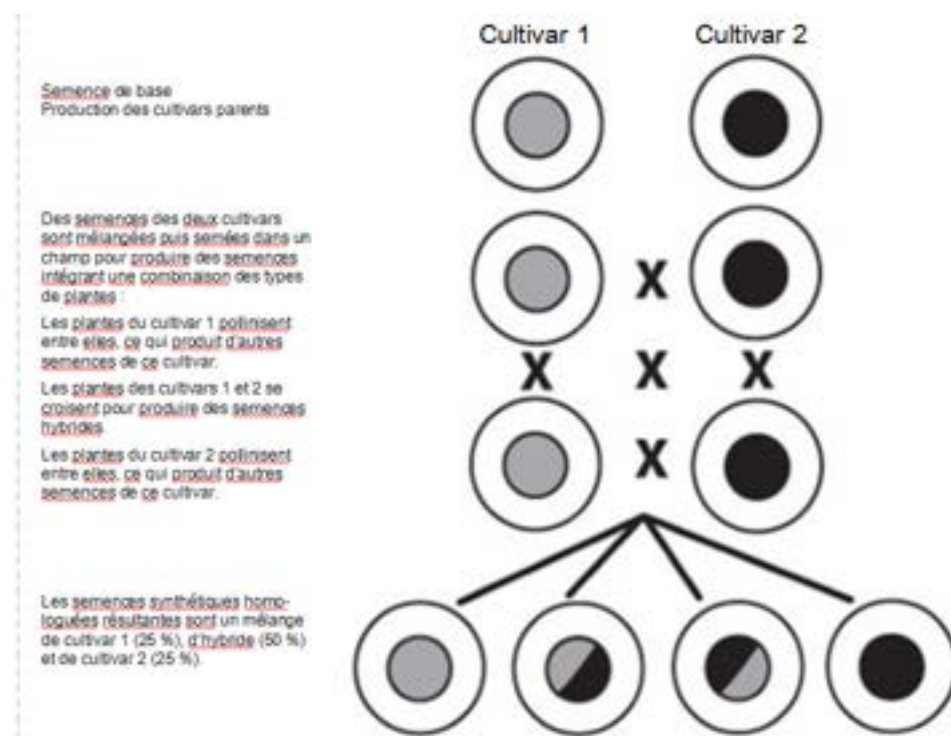 Cultivar 1 Cultivar 2
Semence de base
Production des cultivars parents
Des semences des deux cultivars
sont mélangées puis semées dans un
champ pour produire des semences
intégrant une combinaison des types
de plantes :
Les plantes du cultivar 1 pollinisent
entre elles, ce qui produit d'autres
semences de ce cultivar.
Les plantes des cultivars 1 et 2 se
croisent pour produire des semences
hybrides
Les plantes du cultivar 2 pollinisent
entre elles, ce qui produit d'autres
semences de ce cultivar.
X
X X X
X
Les semences synthétiques homo-
loguées résultantes sont un mélange
de cultivar 1 (25 %), d'hybride (50 %)
et de cultivar 2 (25 %).